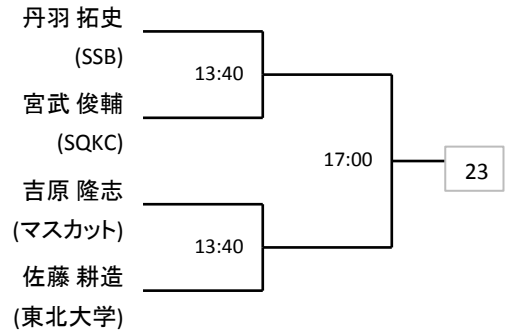 丹羽 拓史
(SSB)
13:40
宮武 俊輔
(SQKC)
17:00
23
吉原 隆志
(マスカット)
13:40
佐藤 耕造
(東北大学)